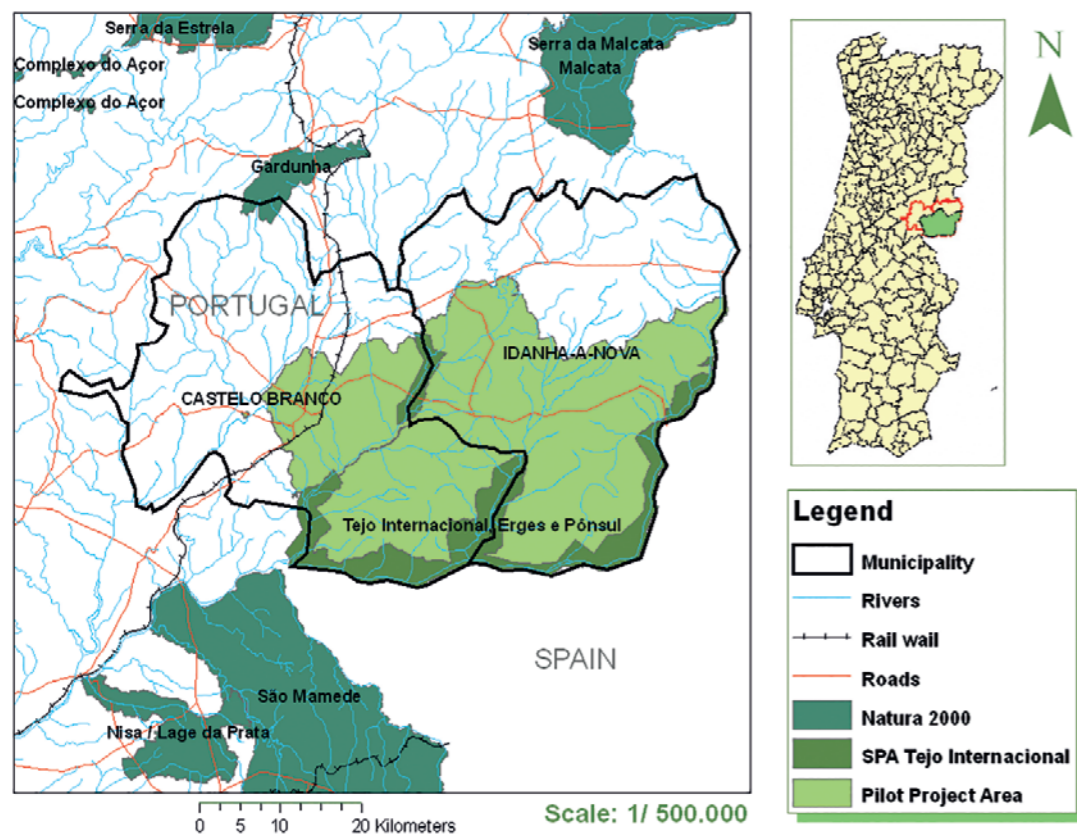 Serra da Estrela
Complexo do Açor
Complexo do Açor
Serra da Malcata
Malcata
Gardunha
PORTUGAL
IDANHA-A-NOVA
CASTELO BRANCO
Tejo Internacional, Erges e Pônsul
SPAIN
São Mamede
Nisa / Lage da Prata
0 5 10 20 Kilometers
Scale: 1/ 500.000
N
Legend
Municipality
Rivers
Rail wail
Roads
Natura 2000
SPA Tejo Internacional
Pilot Project Area